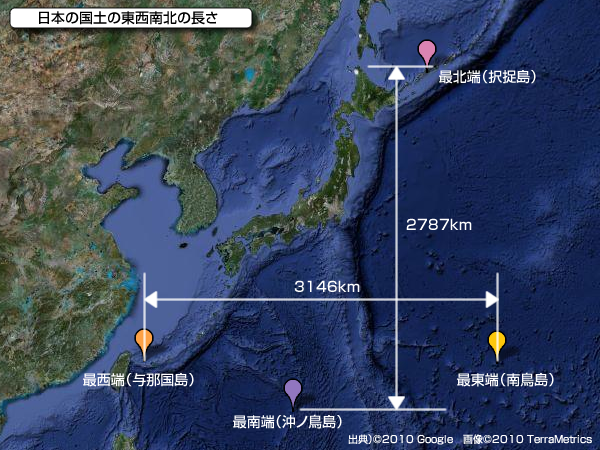 日本の国土の東西南北の長さ
最北端(択捉島)
2787km
3146km
最西端(与那国島)
最東端(南鳥島)
最南端(沖ノ鳥島)
出典)©2010 Google 画像©2010 TerraMetrics